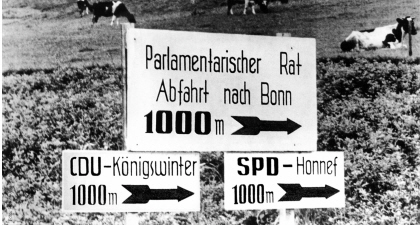 Parlamentarischer Rat
Abfahrt nach Bonn
1000m
CDU-Königswinter
1000m
SPD-Honnef
1000m